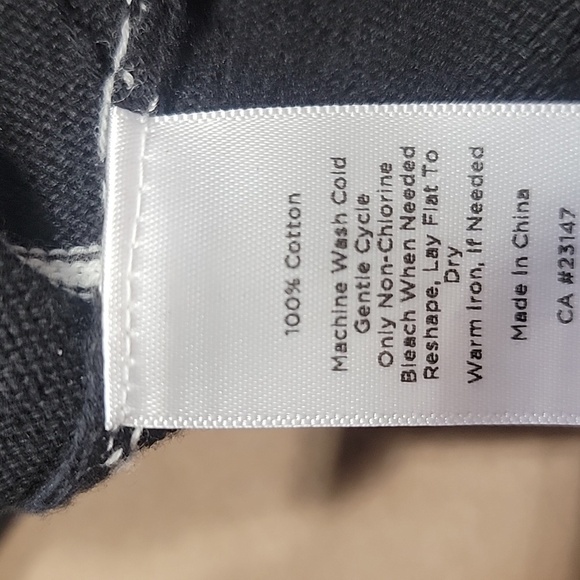 100% Cotton
Machine Wash Cold
Gentle Cycle
Only Non-Chlorine
Bleach When Needed
Reshape, Lay Flat To
Dry
Warm Iron, If Needed
Made In China
CA #23147